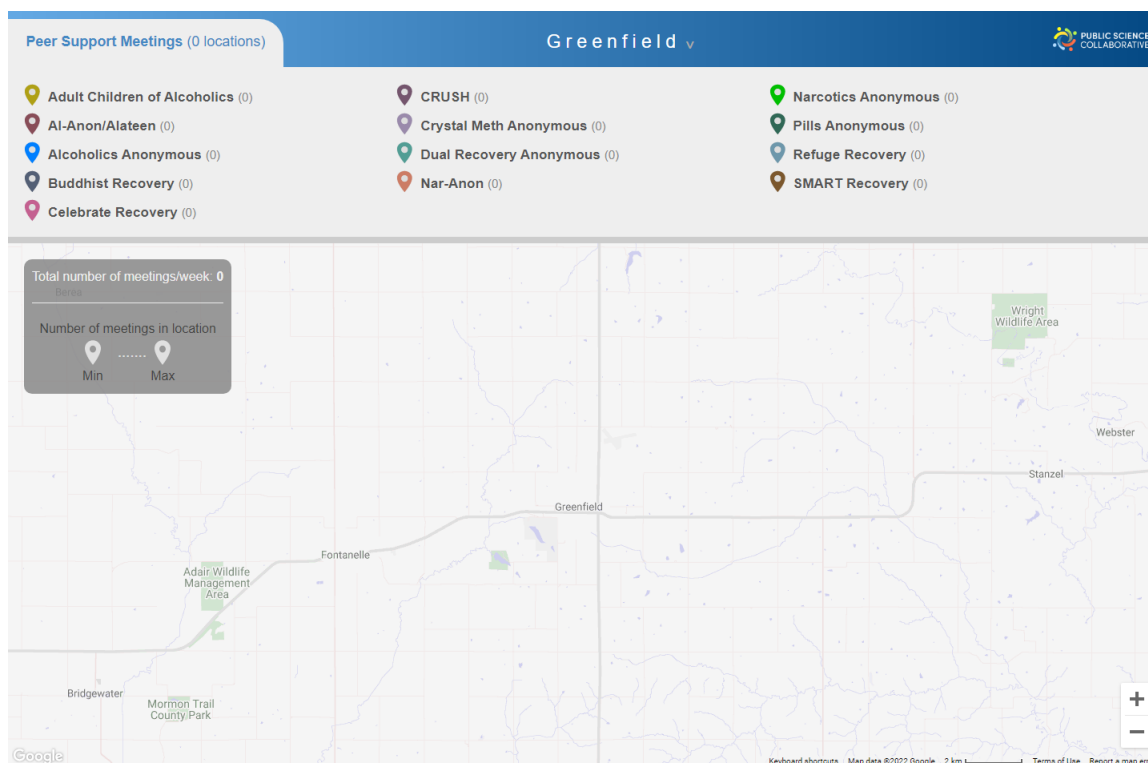 Peer Support Meetings (0 locations)
Greenfield v
PUBLIC SCIENCE
COLLABORATIVE
Adult Children of Alcoholics (0)
Al-Anon/Alateen (0)
Alcoholics Anonymous (0)
Buddhist Recovery (0)
Celebrate Recovery (0)
CRUSH (0)
Crystal Meth Anonymous (0)
Dual Recovery Anonymous (0)
Nar-Anon (0)
Narcotics Anonymous (0)
Pills Anonymous (0)
Refuge Recovery (0)
SMART Recovery (0)
Total number of meetings/week: 0
Berea
Number of meetings in location
Min
Max
Wright
Wildlife Area
Webster
Stanzel
Greenfield
Fontanelle
Adair Wildlife
Management
Area
Bridgewater
Mormon Trail
County Park
+
−
Google
Keyboard shortcuts
Map data ©2022 Google
2 km
Terms of Use
Report a map er